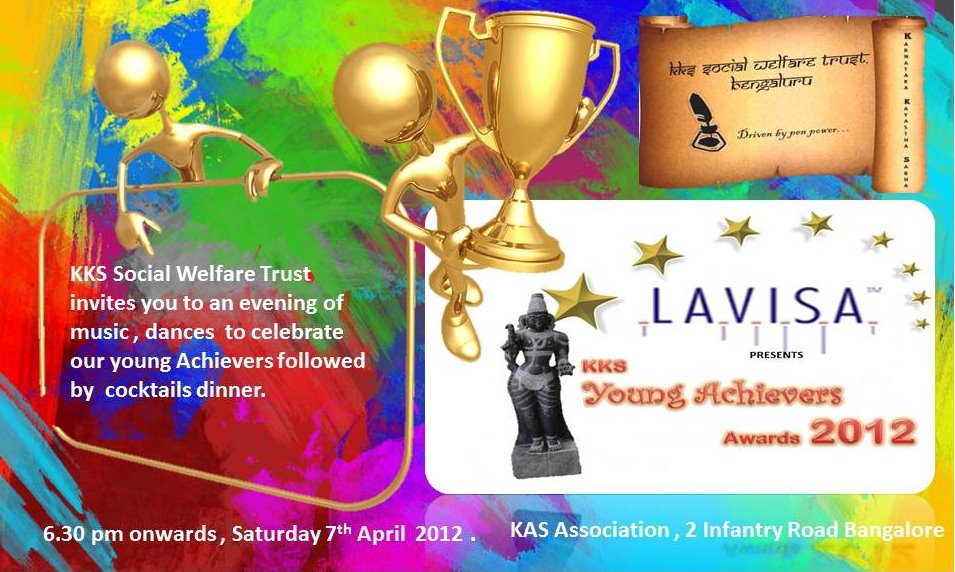 kks social welfare trust,
bengaluru
Driven by pen power...
KARNATAKA KAYASTHA SABHA
KKS Social Welfare Trust
invites you to an evening of
music , dances to celebrate
our young Achievers followed
by cocktails dinner.
LAVISA™
PRESENTS
KKS
Young Achievers
Awards 2012
6.30 pm onwards , Saturday 7th April 2012 .
KAS Association , 2 Infantry Road Bangalore